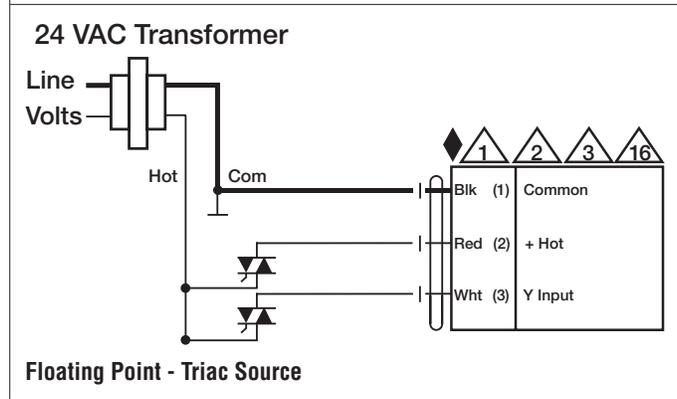 24 VAC Transformer
Line
Volts
1 2 3 16
Hot Com
Blk (1) Common
Red (2) + Hot
Wht (3) Y Input
Floating Point - Triac Source